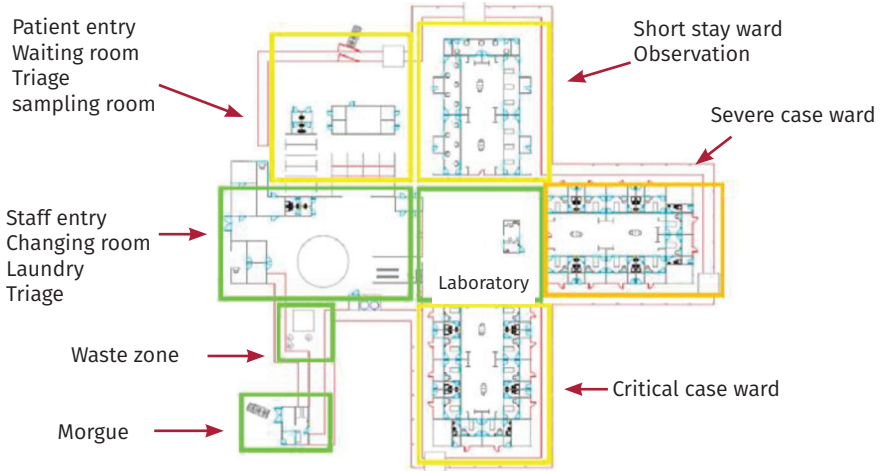 Patient entry
Waiting room
Triage
sampling room
Short stay ward
Observation
Severe case ward
Staff entry
Changing room
Laundry
Triage
Laboratory
Waste zone
Critical case ward
Morgue